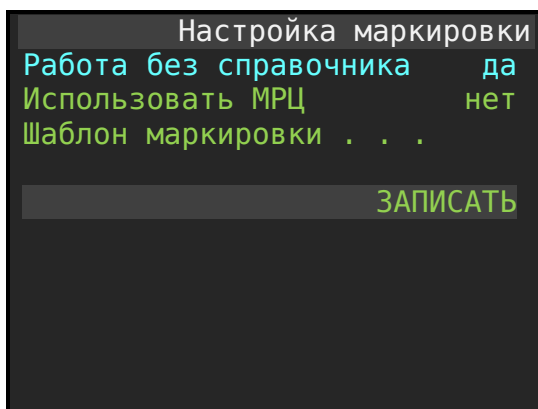 Настройка маркировки
Работа без справочника да
Использовать МРЦ нет
Шаблон маркировки . . .
ЗАПИСАТЬ